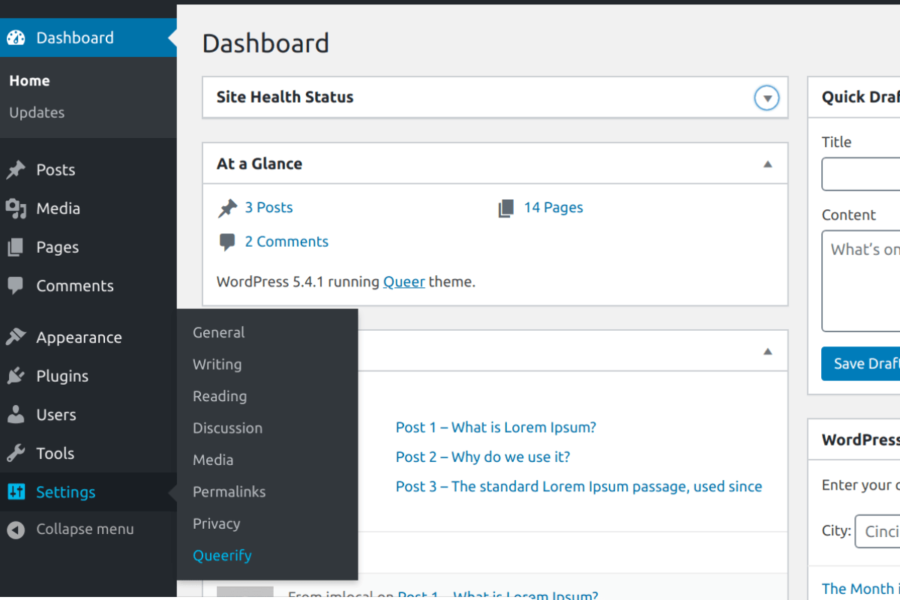 Dashboard
Home
Updates
Posts
Media
Pages
Comments
Appearance
Plugins
Users
Tools
Settings
Collapse menu
General
Writing
Reading
Discussion
Media
Permalinks
Privacy
Queerify
Dashboard
Site Health Status
At a Glance
3 Posts
14 Pages
2 Comments
WordPress 5.4.1 running Queer theme.
Post 1 – What is Lorem Ipsum?
Post 2 – Why do we use it?
Post 3 – The standard Lorem Ipsum passage, used since
From imlocal on Post 1 – What is Lorem Ipsum?
Quick Draf
Title
Content
What's on
Save Draft
WordPress
Enter your c
City:
Cinci
The Month i